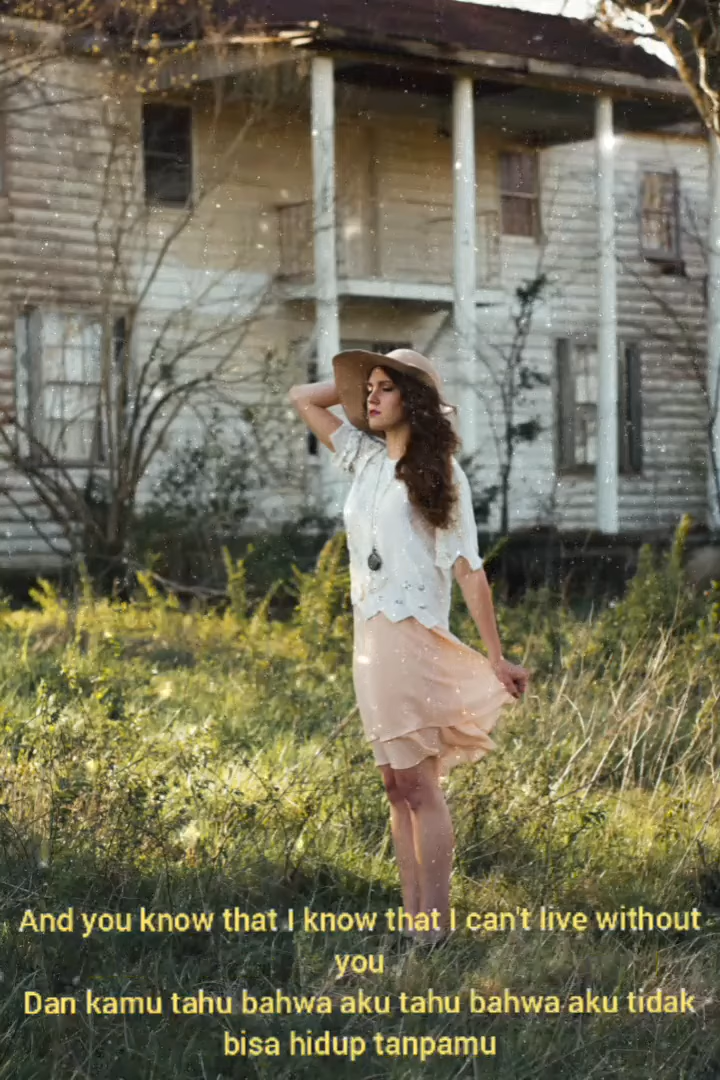 And you know that I know that I can't live without
you
Dan kamu tahu bahwa aku tahu bahwa aku tidak
bisa hidup tanpamu